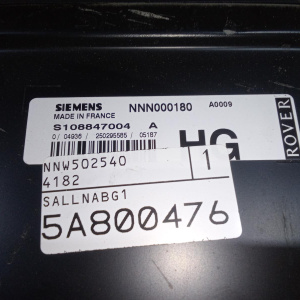 SIEMENS NNN000180 A0009
MADE IN FRANCE
S108847004 A
0/04936/250295585/05187
HG
ROVER
NNW502540
4182
1
SALLNABG1
5A800476